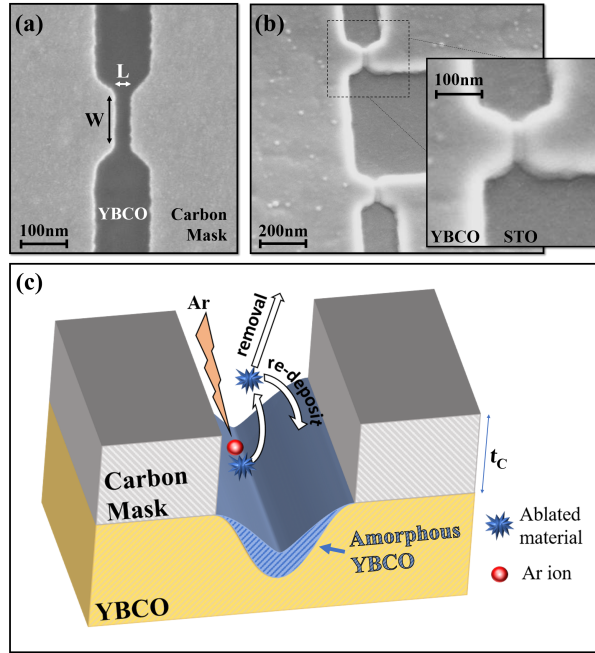 (a)
L
W
YBCO
Carbon
Mask
100nm
(b)
100nm
200nm
YBCO
STO
(c)
Ar
removal
re-deposit
Carbon
Mask
t_C
Amorphous
YBCO
YBCO
Ablated
material
Ar ion